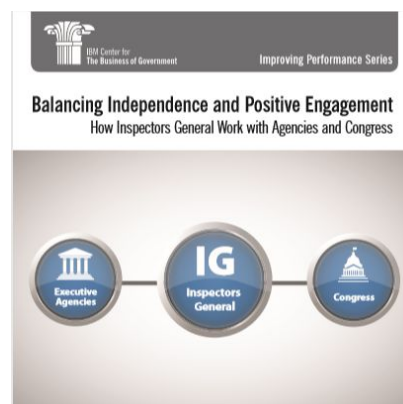 IBM Center for
The Business of Government
Improving Performance Series
Balancing Independence and Positive Engagement
How Inspectors General Work with Agencies and Congress
Executive
Agencies
IG
Inspectors
General
Congress